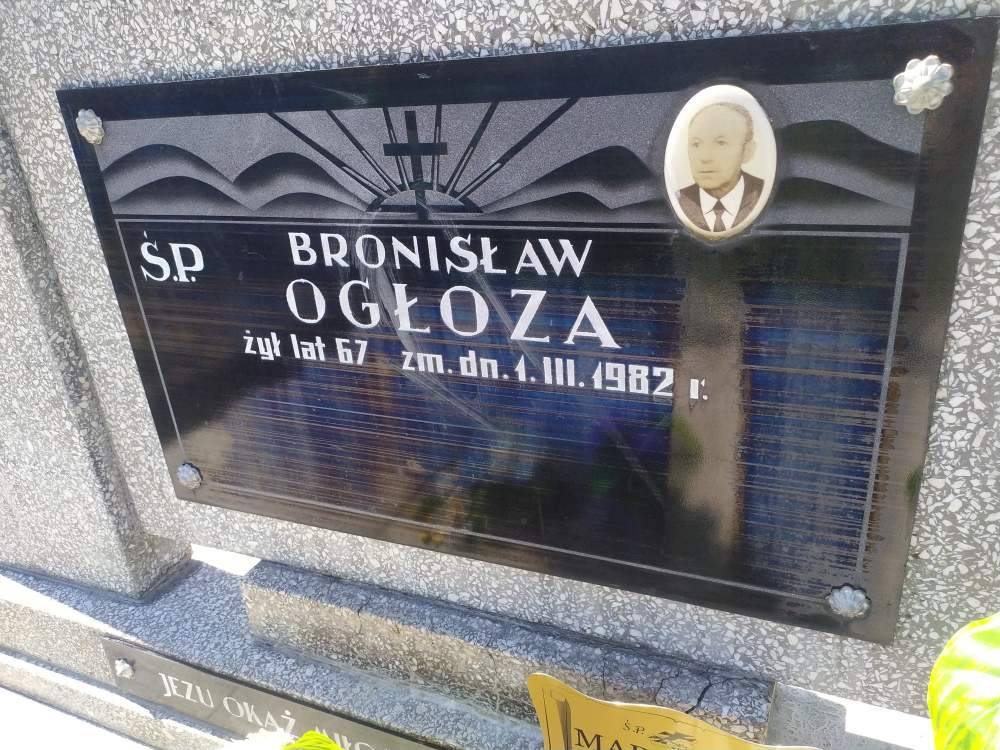 Ś.P.
BRONISŁAW
OGŁOZA
żył lat 67 zm. dn. 1. III. 1982 r.
JEZU OKAŻ
Ś.P.